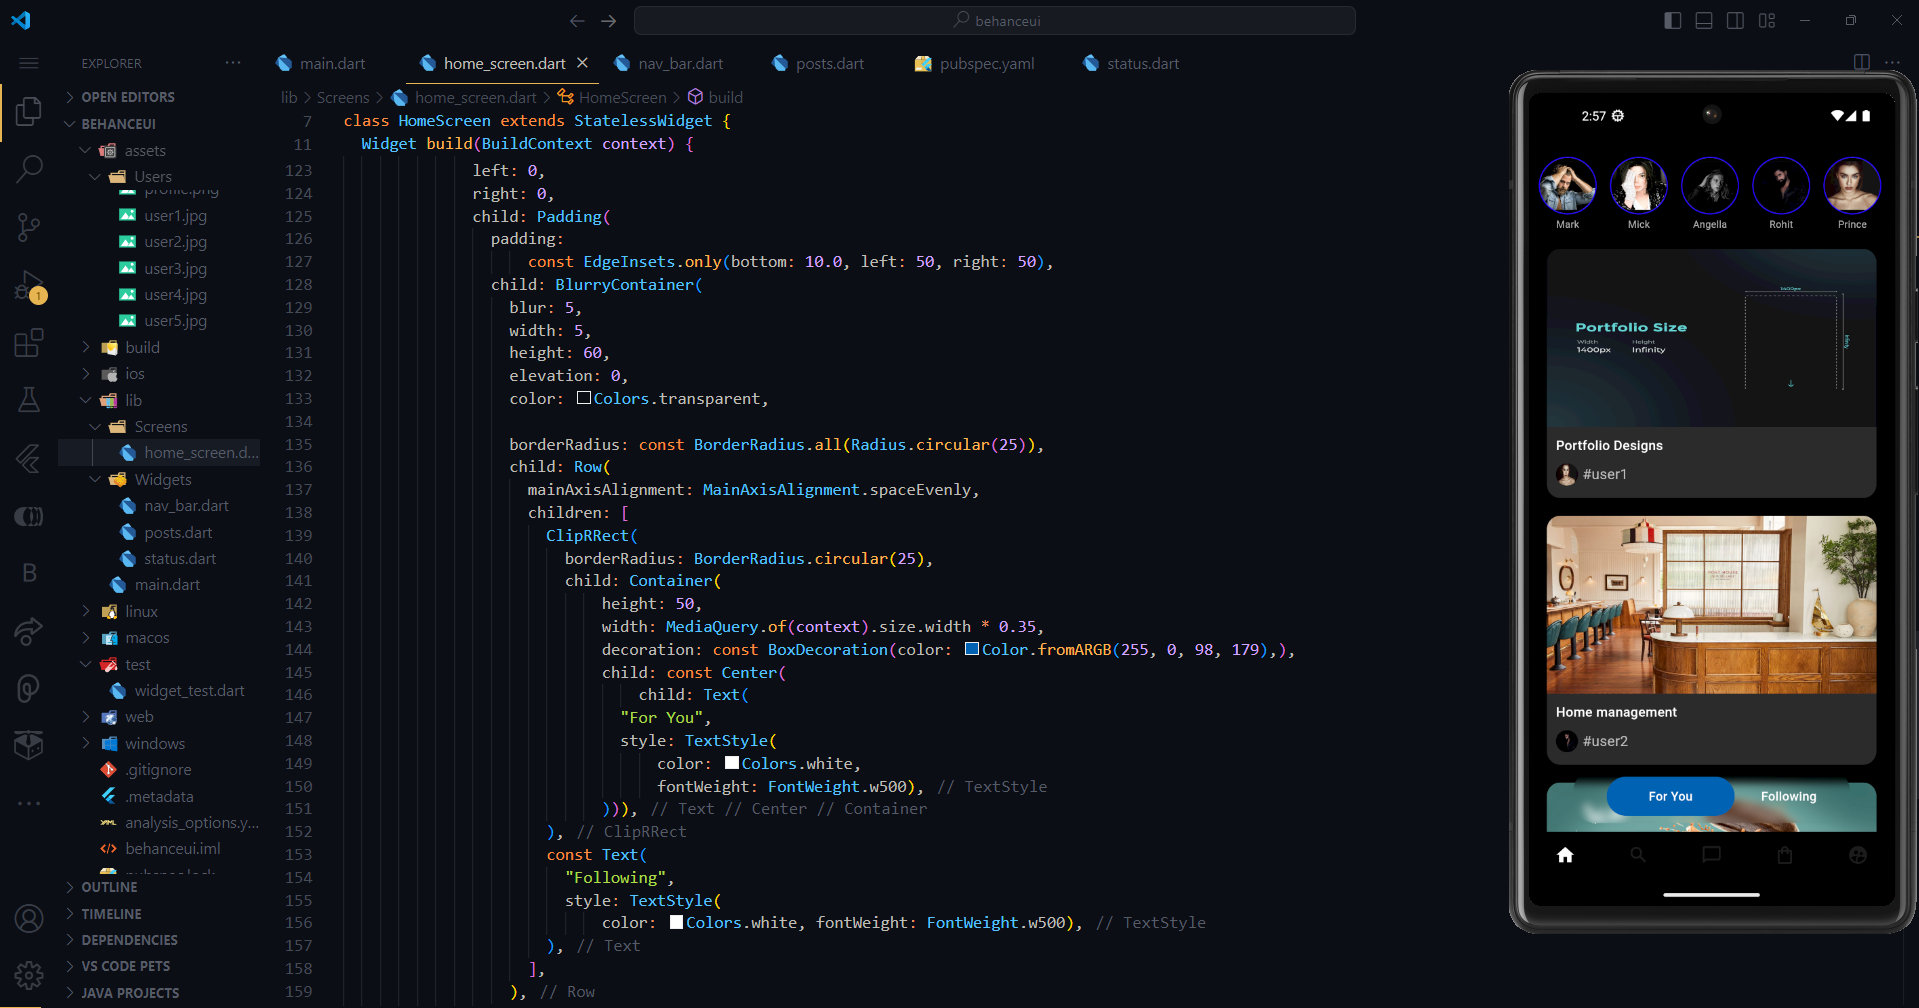 behanceui
EXPLORER
OPEN EDITORS
BEHANCEUI
assets
Users
profile.png
user1.jpg
user2.jpg
user3.jpg
user4.jpg
user5.jpg
build
ios
lib
Screens
home_screen.d...
Widgets
nav_bar.dart
posts.dart
status.dart
main.dart
linux
macos
test
widget_test.dart
web
windows
.gitignore
.metadata
analysis_options.y...
behanceui.iml
pubspec.lock
OUTLINE
TIMELINE
DEPENDENCIES
VS CODE PETS
JAVA PROJECTS
1
B
main.dart
home_screen.dart
nav_bar.dart
posts.dart
pubspec.yaml
status.dart
lib > Screens > home_screen.dart > HomeScreen > build
7 class HomeScreen extends StatelessWidget {
11 Widget build(BuildContext context) {
123 left: 0,
124 right: 0,
125 child: Padding(
126 padding:
127 const EdgeInsets.only(bottom: 10.0, left: 50, right: 50),
128 child: BlurryContainer(
129 blur: 5,
130 width: 5,
131 height: 60,
132 elevation: 0,
133 color: Colors.transparent,
134
135 borderRadius: const BorderRadius.all(Radius.circular(25)),
136 child: Row(
137 mainAxisAlignment: MainAxisAlignment.spaceEvenly,
138 children: [
139 ClipRRect(
140 borderRadius: BorderRadius.circular(25),
141 child: Container(
142 height: 50,
143 width: MediaQuery.of(context).size.width * 0.35,
144 decoration: const BoxDecoration(color: Color.fromARGB(255, 0, 98, 179),),
145 child: const Center(
146 child: Text(
147 "For You",
148 style: TextStyle(
149 color: Colors.white,
150 fontWeight: FontWeight.w500), // TextStyle
151 ))), // Text // Center // Container
152 ), // ClipRRect
153 const Text(
154 "Following",
155 style: TextStyle(
156 color: Colors.white, fontWeight: FontWeight.w500), // TextStyle
157 ), // Text
158 ],
159 ), // Row
2:57
Mark
Mick
Angella
Rohit
Prince
1400px
Portfolio Size
Width Height
1400px Infinity
Infinity
Portfolio Designs
#user1
Home management
#user2
For You
Following